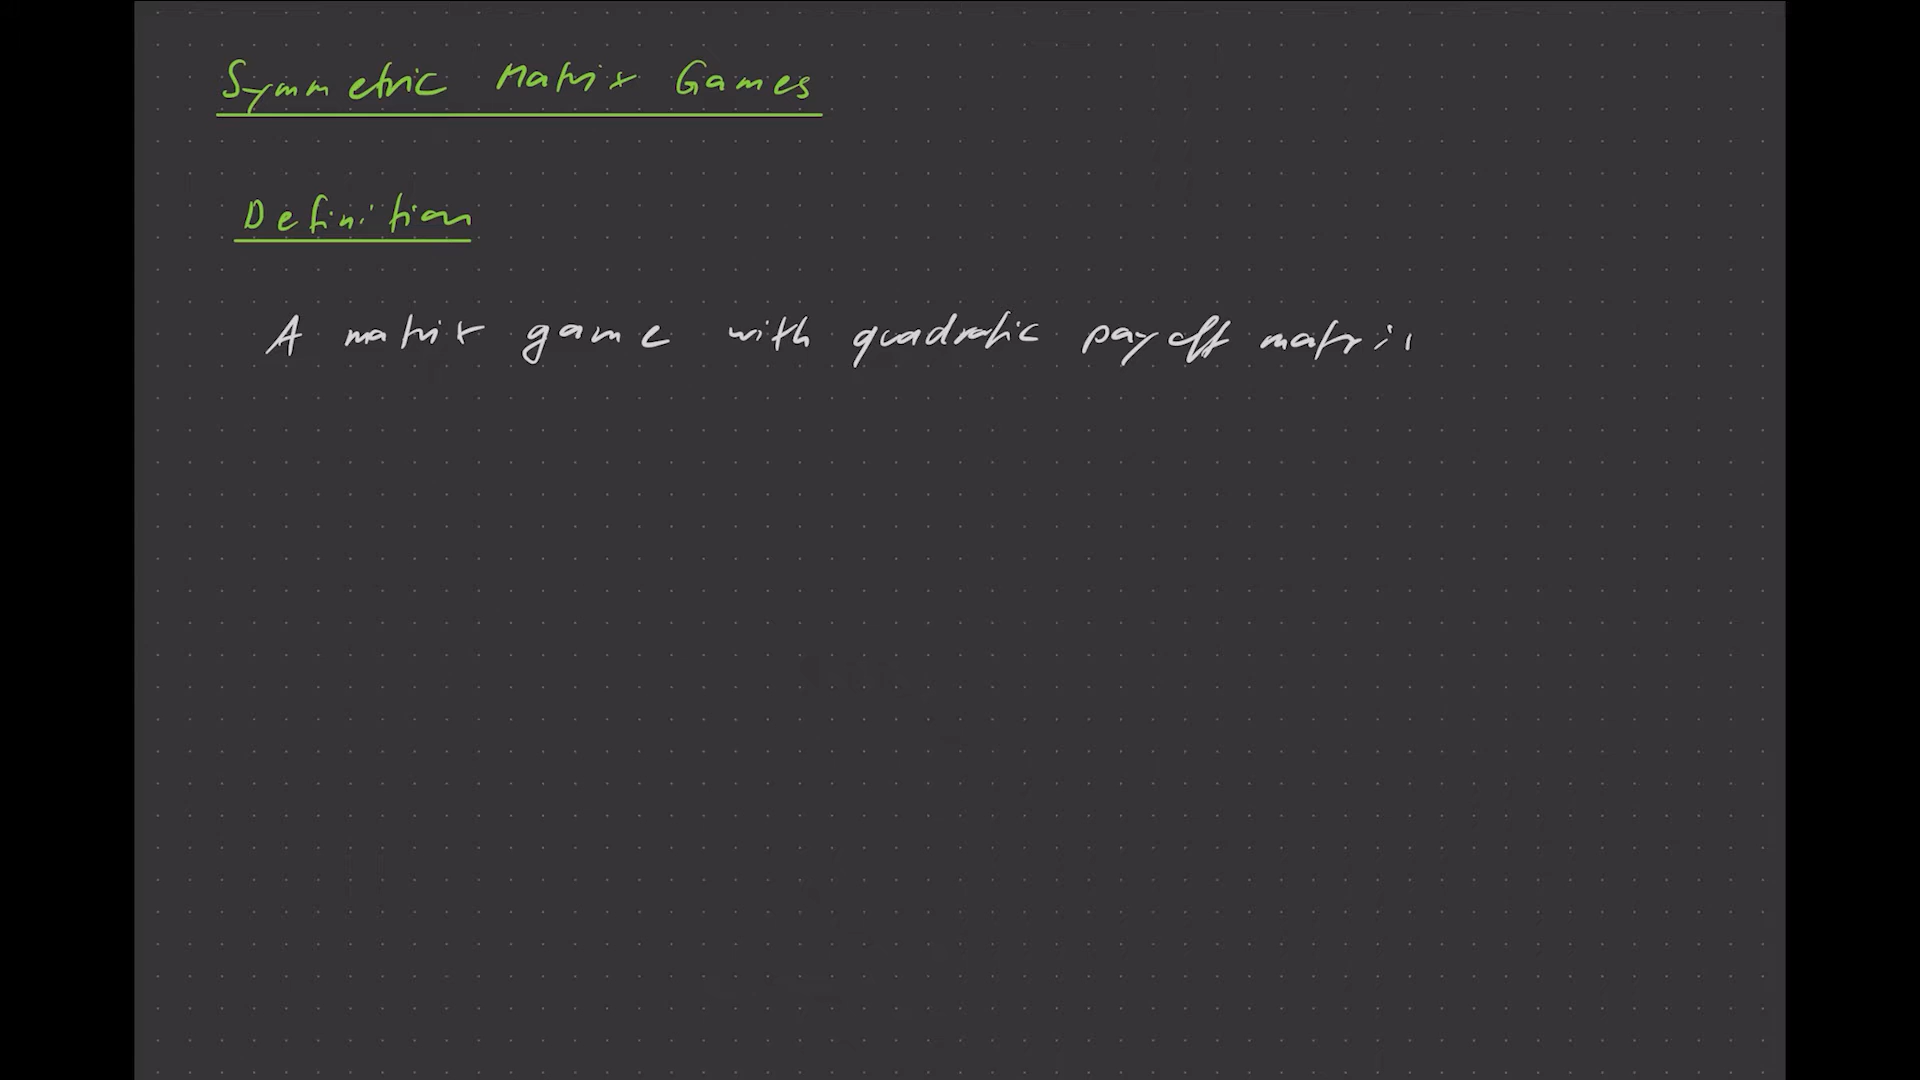 Symmetric Matrix Games
Definition
A matrix game with quadratic payoff matri